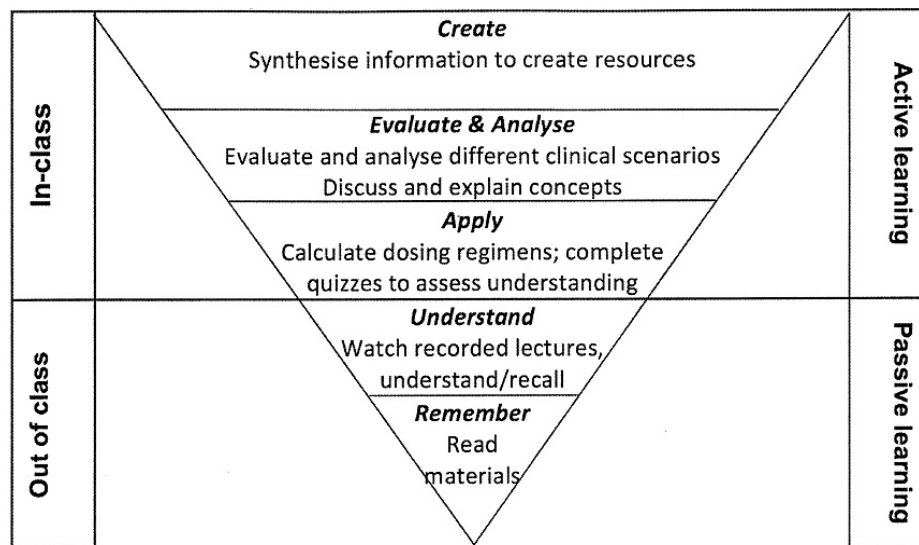 Create
Synthesise information to create resources
Evaluate & Analyse
Evaluate and analyse different clinical scenarios
Discuss and explain concepts
Apply
Calculate dosing regimens; complete
quizzes to assess understanding
Understand
Watch recorded lectures,
understand/recall
Remember
Read
materials
In-class
Out of class
Active learning
Passive learning